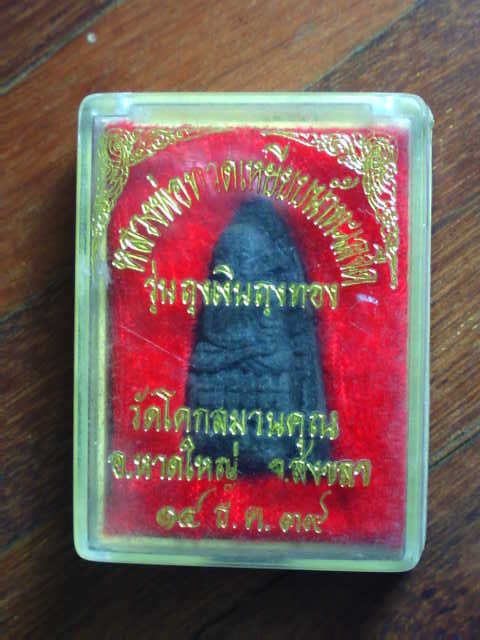 หลวงพ่อทวดเหยียบน้ำทะเลจืด
รุ่น ถุงเงินถุงทอง
วัดโคกสมานคุณ
อ.หาดใหญ่ จ.สงขลา
๑๕ ธ.ค. ๓๙